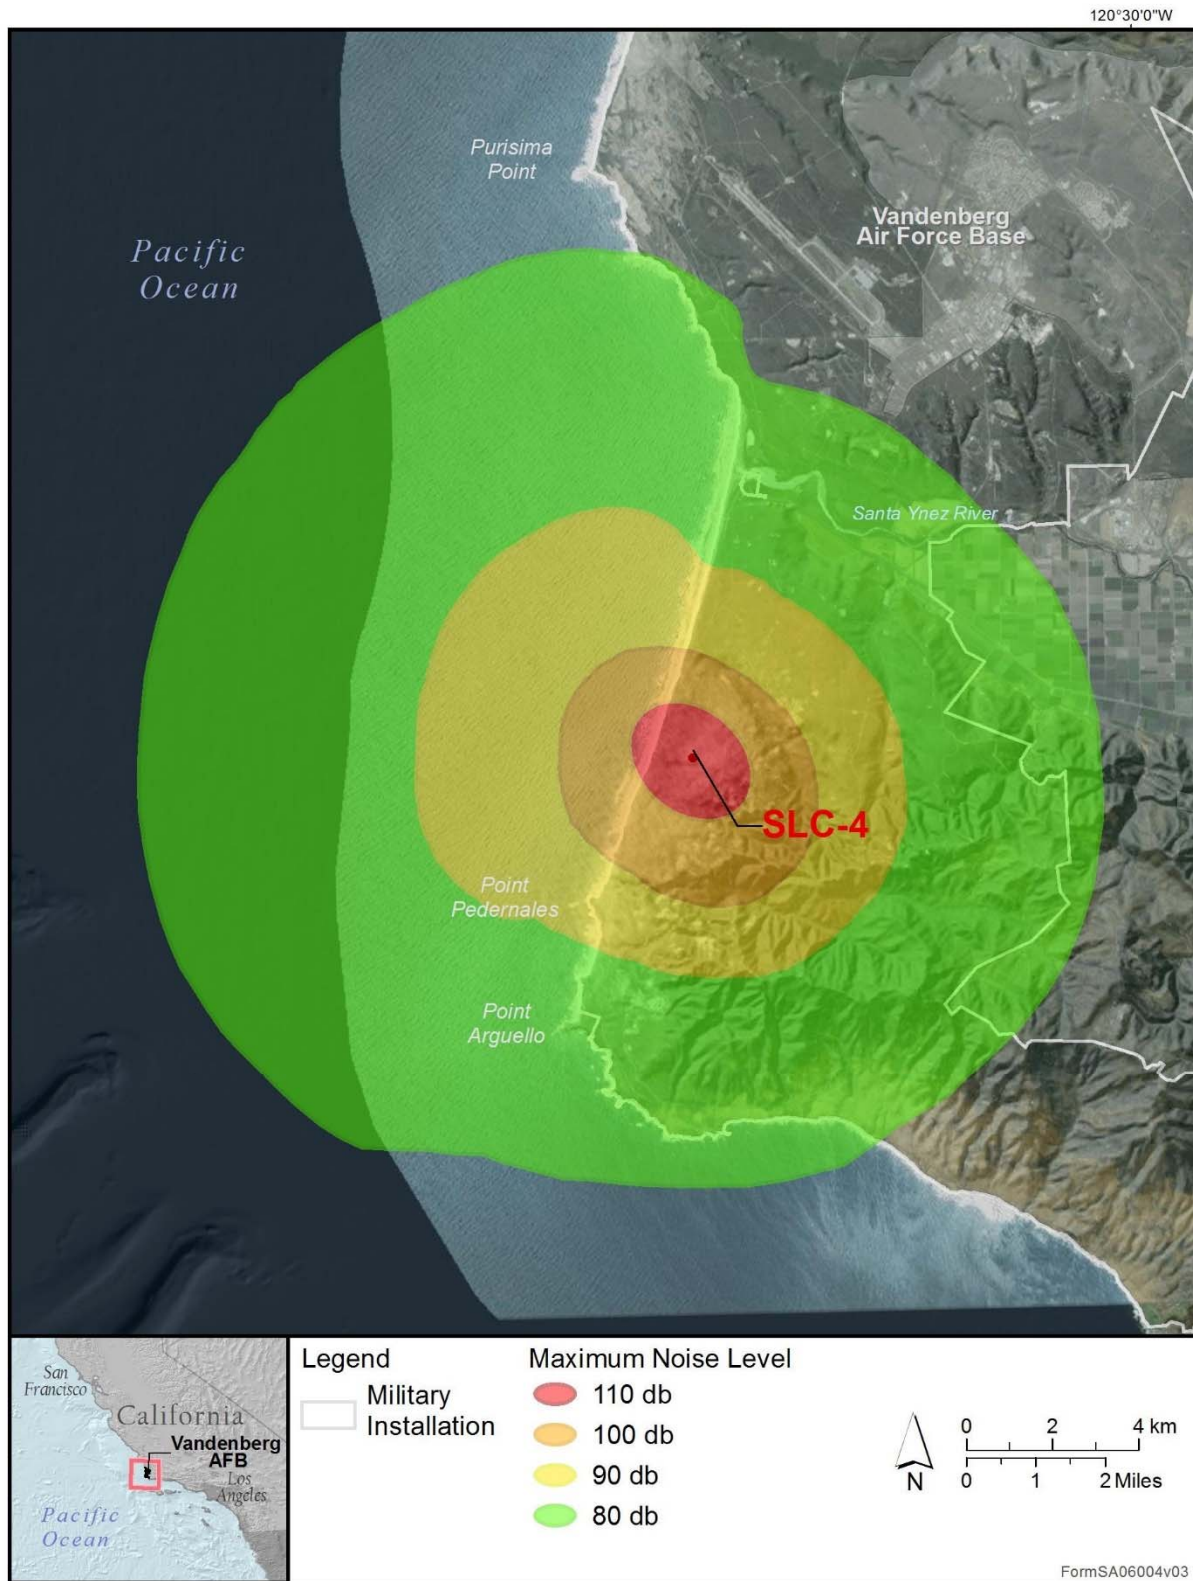 120°30'0"W
Purisima
Point
Pacific
Ocean
Vandenberg
Air Force Base
Santa Ynez River
SLC-4
Point
Pedernales
Point
Arguello
San
Francisco
California
Vandenberg
AFB
Los
Angeles
Pacific
Ocean
Legend
Military
Installation
Maximum Noise Level
110 db
100 db
90 db
80 db
N
0 2 4 km
0 1 2 Miles
FormSA06004v03